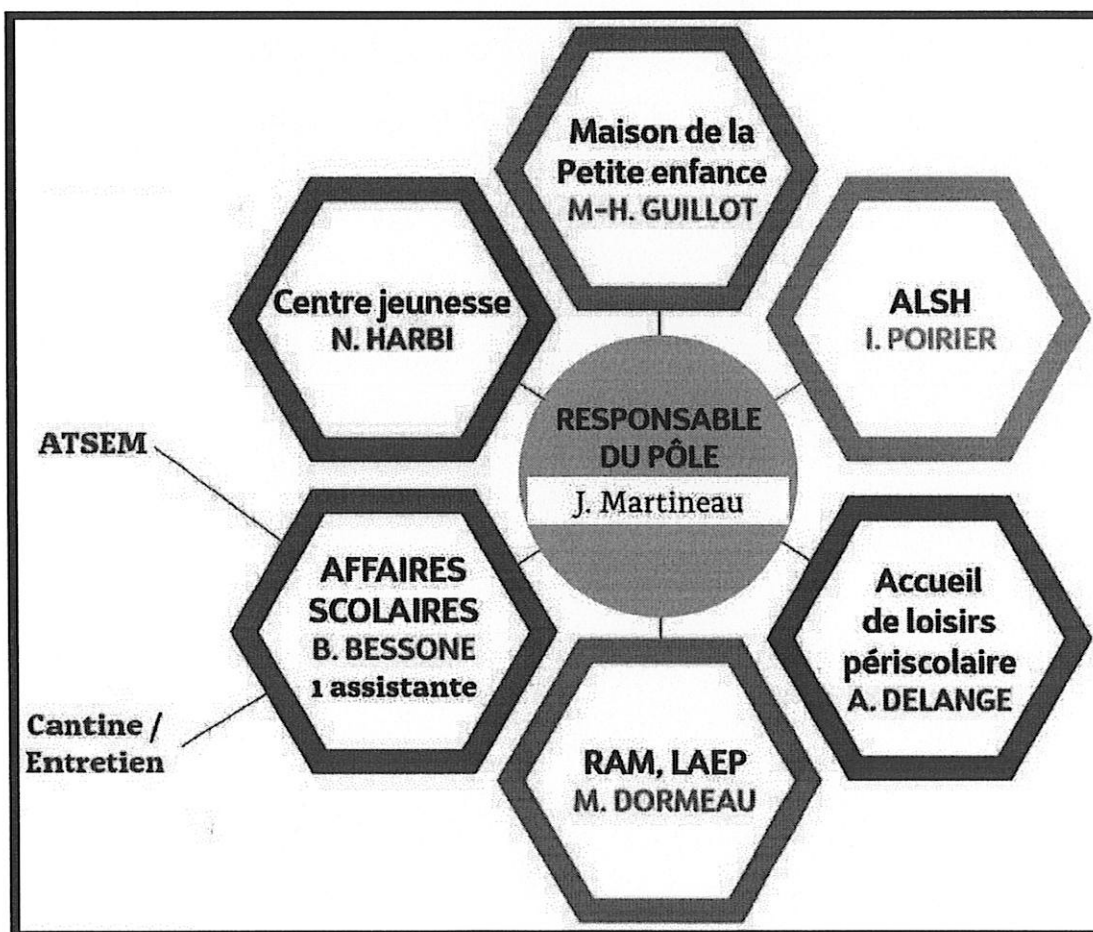 Maison de la
Petite enfance
M-H. GUILLOT
Centre jeunesse
N. HARBI
ALSH
I. POIRIER
RESPONSABLE
DU PÔLE
J. Martineau
ATSEM
AFFAIRES
SCOLAIRES
B. BESSONE
1 assistante
Cantine /
Entretien
Accueil
de loisirs
périscolaire
A. DELANGE
RAM, LAEP
M. DORMEAU